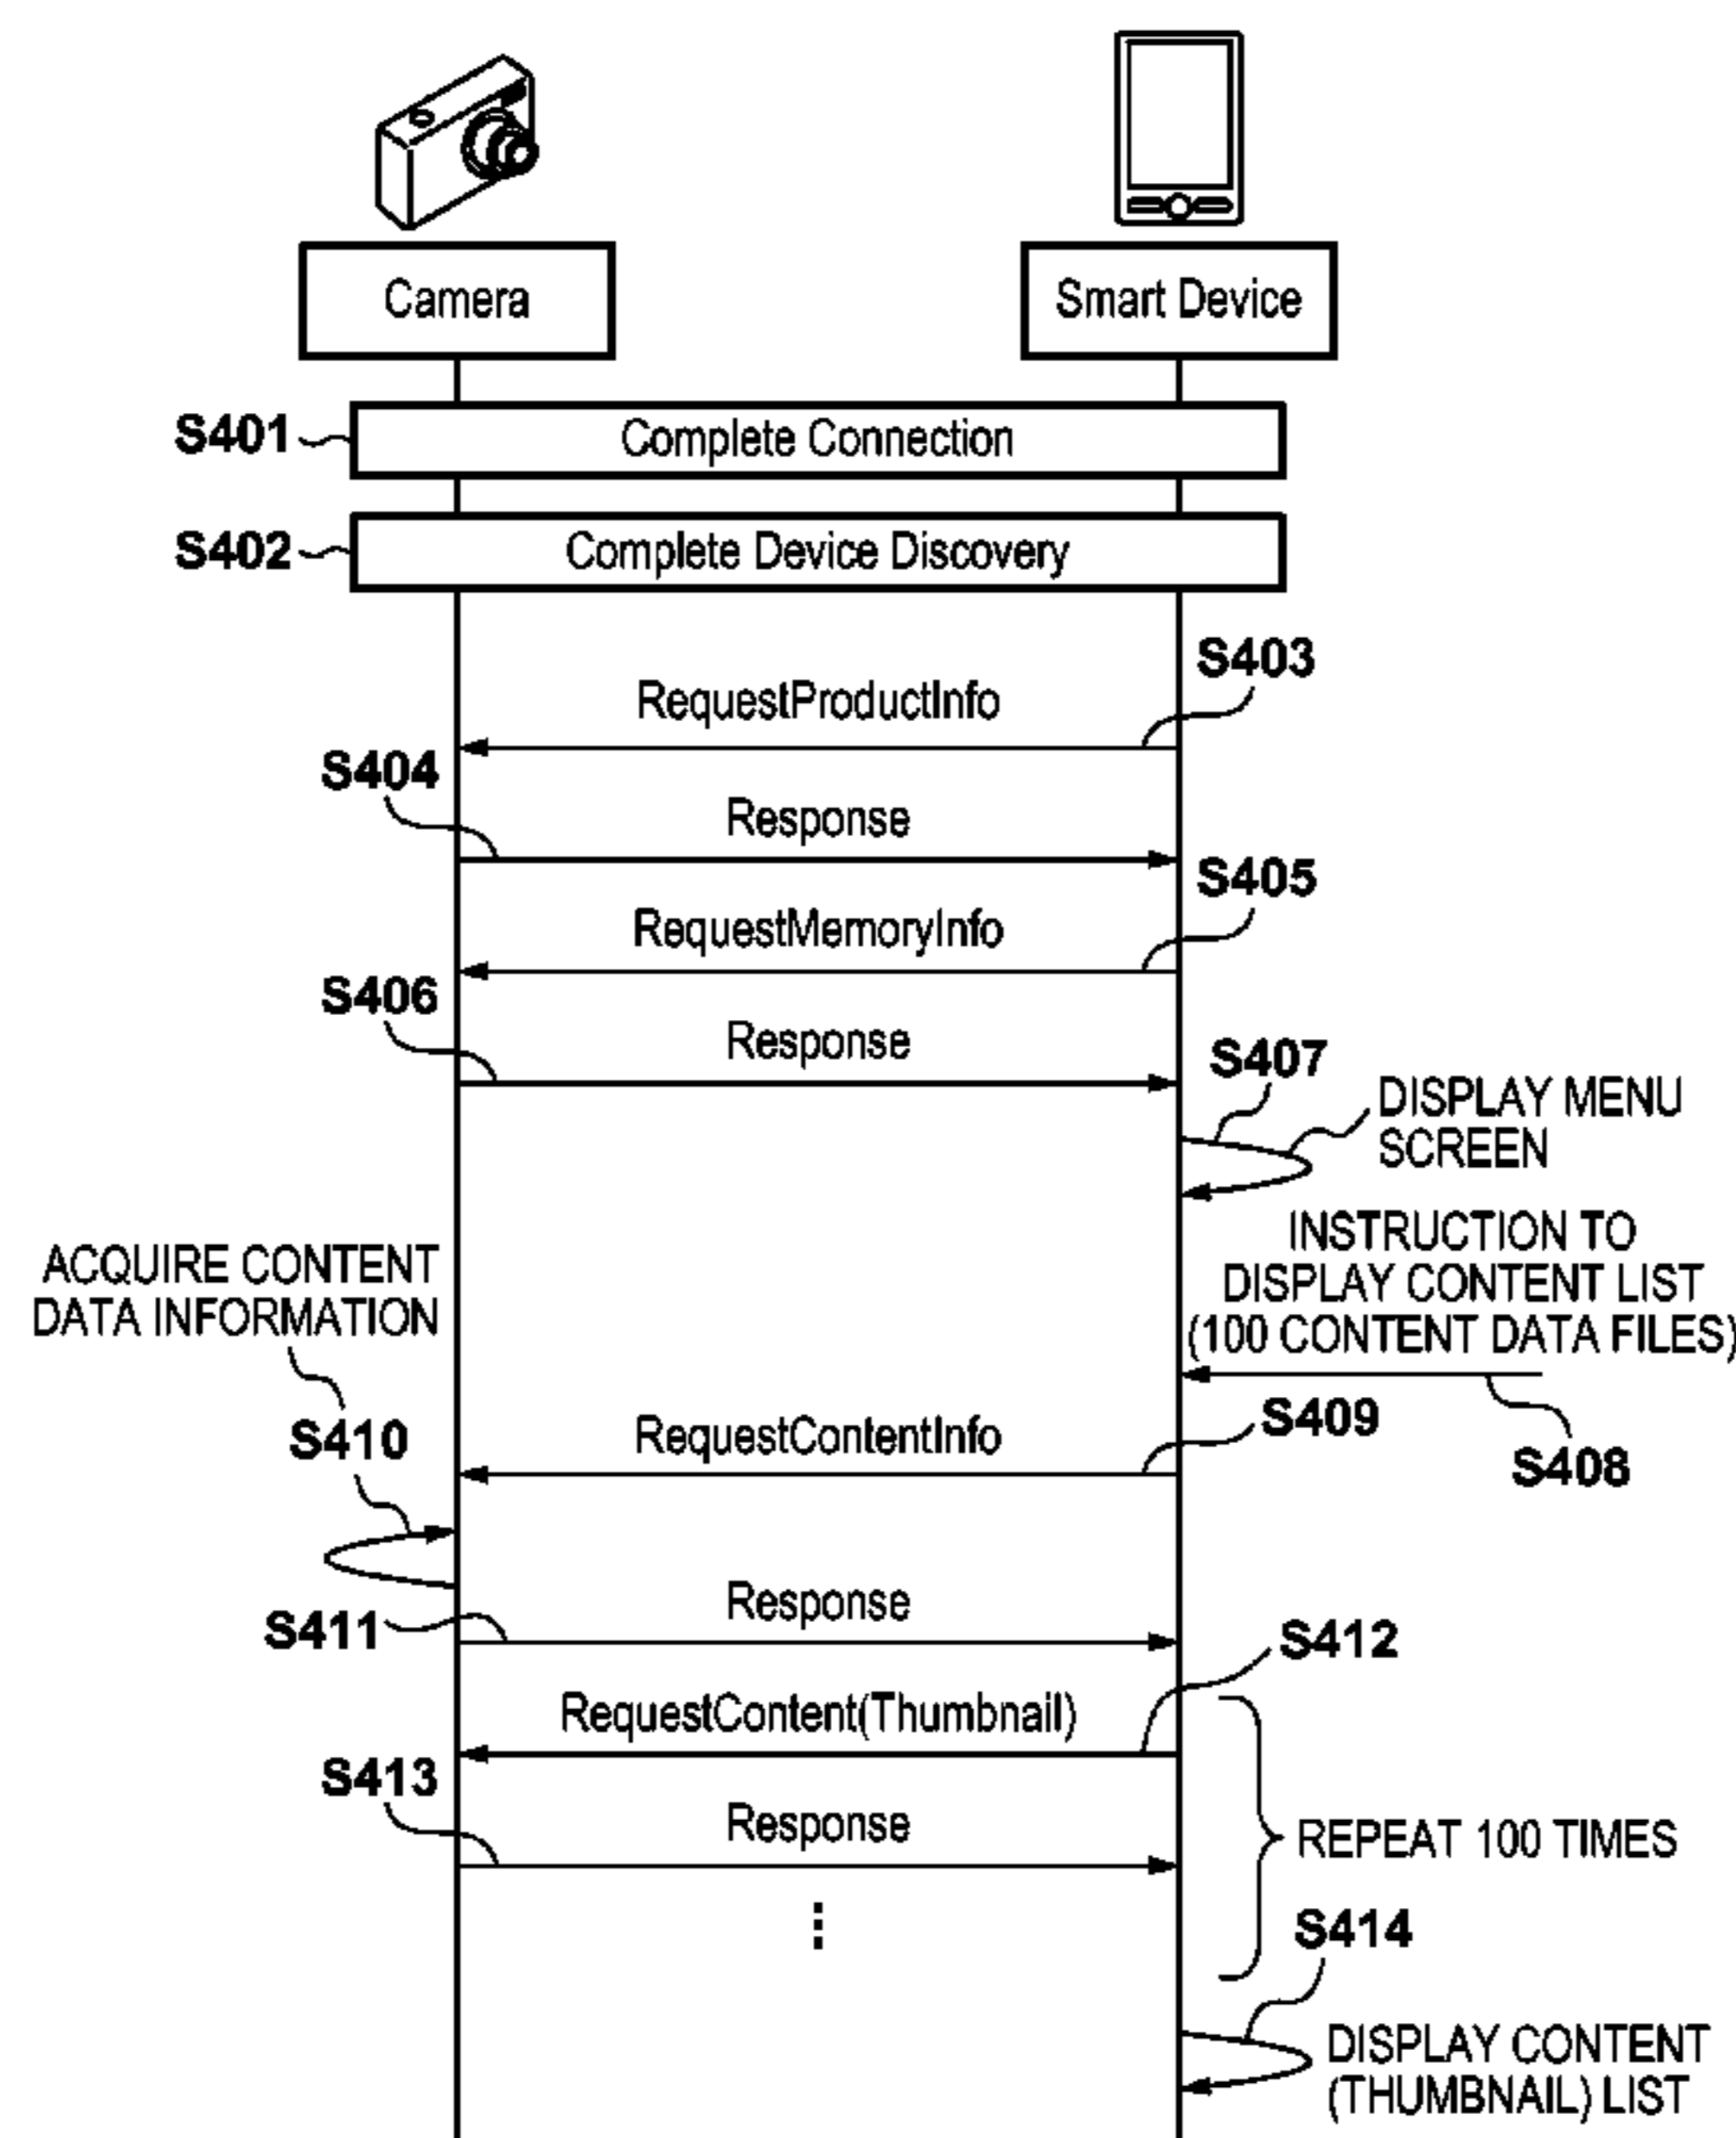 Camera
Smart Device
S401
Complete Connection
S402
Complete Device Discovery
S403
RequestProductInfo
S404
Response
S405
RequestMemoryInfo
S406
Response
S407
DISPLAY MENU
SCREEN
INSTRUCTION TO
DISPLAY CONTENT LIST
(100 CONTENT DATA FILES)
ACQUIRE CONTENT
DATA INFORMATION
S408
S409
RequestContentInfo
S410
Response
S411
S412
RequestContent(Thumbnail)
S413
Response
REPEAT 100 TIMES
S414
DISPLAY CONTENT
(THUMBNAIL) LIST